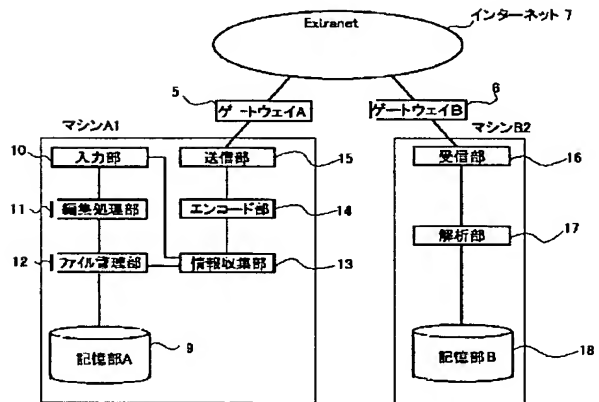 Extranet
インターネット 7
5
ゲートウェイA
ゲートウェイB
6
マシンA1
マシンB2
10
入力部
送信部
15
受信部
16
11
編集処理部
エンコード部
14
解析部
17
12
ファイル管理部
情報収集部
13
記憶部A
9
記憶部B
18